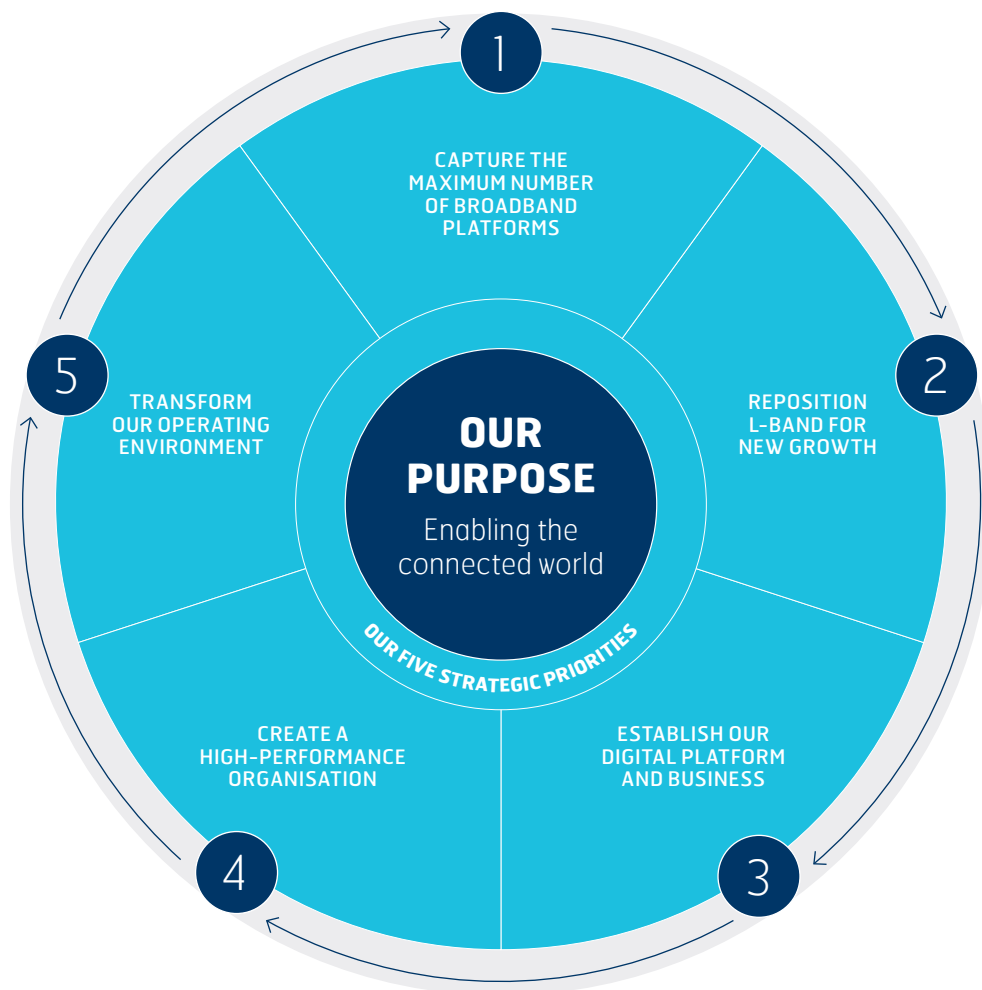 1
CAPTURE THE
MAXIMUM NUMBER
OF BROADBAND
PLATFORMS
2
REPOSITION
L-BAND FOR
NEW GROWTH
3
ESTABLISH OUR
DIGITAL PLATFORM
AND BUSINESS
4
CREATE A
HIGH-PERFORMANCE
ORGANISATION
5
TRANSFORM
OUR OPERATING
ENVIRONMENT
OUR
PURPOSE
Enabling the
connected world
OUR FIVE STRATEGIC PRIORITIES